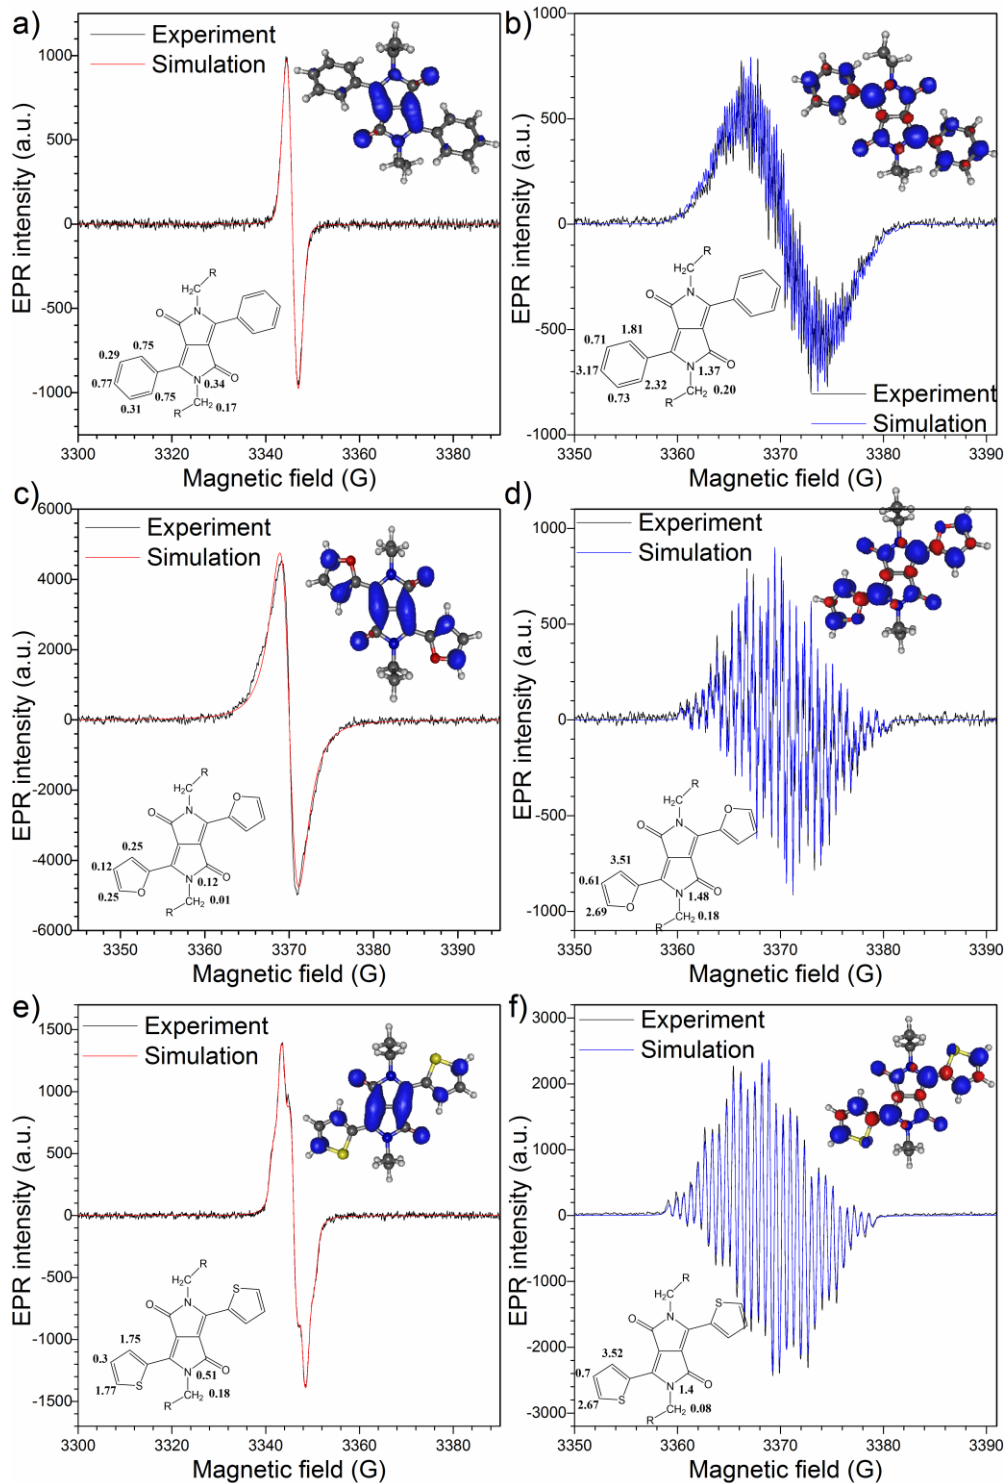 a)
Experiment
Simulation
1000
500
0
-500
-1000
EPR intensity (a.u.)
R
H2C
N
O
0.75
0.29
0.77
0.34
O
N
0.31
0.75
CH2
0.17
R
3300
3320
3340
3360
3380
Magnetic field (G)
b)
1000
500
0
-500
-1000
EPR intensity (a.u.)
R
H2C
N
O
1.81
0.71
3.17
O
N
1.37
0.73
2.32
CH2
0.20
R
Experiment
Simulation
3350
3360
3370
3380
3390
Magnetic field (G)
c)
Experiment
Simulation
6000
4000
2000
0
-2000
-4000
-6000
EPR intensity (a.u.)
R
H2C
N
O
O
0.25
0.12
0.12
O
0.25
O
N
0.01
CH2
R
3350
3360
3370
3380
3390
Magnetic field (G)
d)
Experiment
Simulation
1000
500
0
-500
-1000
EPR intensity (a.u.)
R
H2C
N
O
O
3.51
0.61
1.48
O
2.69
O
N
CH2
0.18
R
3350
3360
3370
3380
3390
Magnetic field (G)
e)
Experiment
Simulation
1500
1000
500
0
-500
-1000
-1500
EPR intensity (a.u.)
R
H2C
S
N
O
1.75
0.3
0.51
O
1.77
S
N
CH2
0.18
R
3300
3320
3340
3360
3380
Magnetic field (G)
f)
Experiment
Simulation
3000
2000
1000
0
-1000
-2000
-3000
EPR intensity (a.u.)
R
H2C
S
N
O
3.52
0.7
1.4
O
2.67
S
N
CH2
0.08
R
3350
3360
3370
3380
3390
Magnetic field (G)